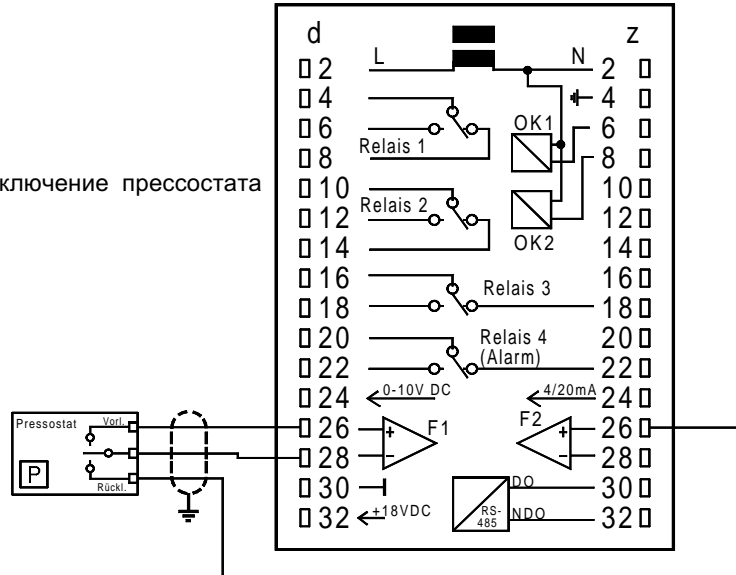 d z
2 L N 2
4 4
6 OK1 6
8 Relais 1 8
ключение прессостата
10 Relais 2 10
12 12
14 OK2 14
16 16
18 Relais 3 18
20 Relais 4 20
22 (Alarm) 22
24 0-10V DC 4/20mA 24
Pressostat Vorl. 26 + F1 F2 + 26
P 28 − − 28
Rückl. 30 DO 30
32 +18VDC RS-485 NDO 32